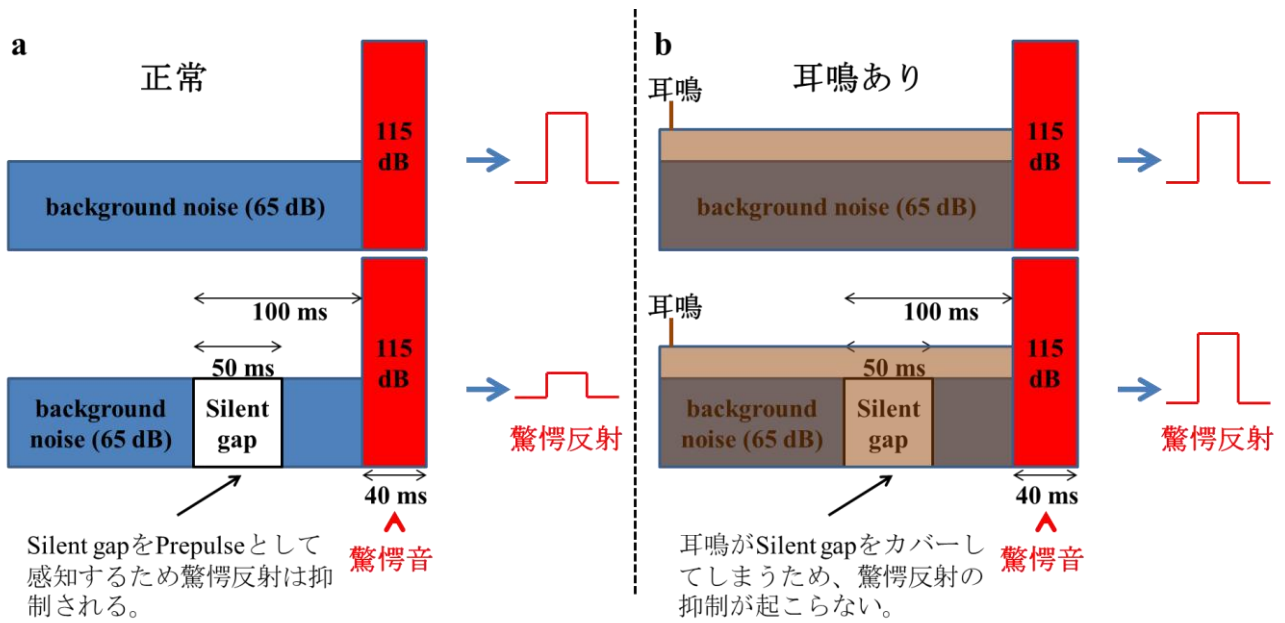 a
正常
115
dB
background noise (65 dB)
100 ms
50 ms
115
dB
background
noise (65 dB)
Silent
gap
驚愕反射
40 ms
驚愕音
Silent gapをPrepulseとして
感知するため驚愕反射は抑
制される。
b
耳鳴あり
耳鳴
115
dB
background noise (65 dB)
耳鳴
100 ms
50 ms
115
dB
background
noise (65 dB)
Silent
gap
驚愕反射
40 ms
驚愕音
耳鳴がSilent gapをカバーし
てしまうため、驚愕反射の
抑制が起こらない。